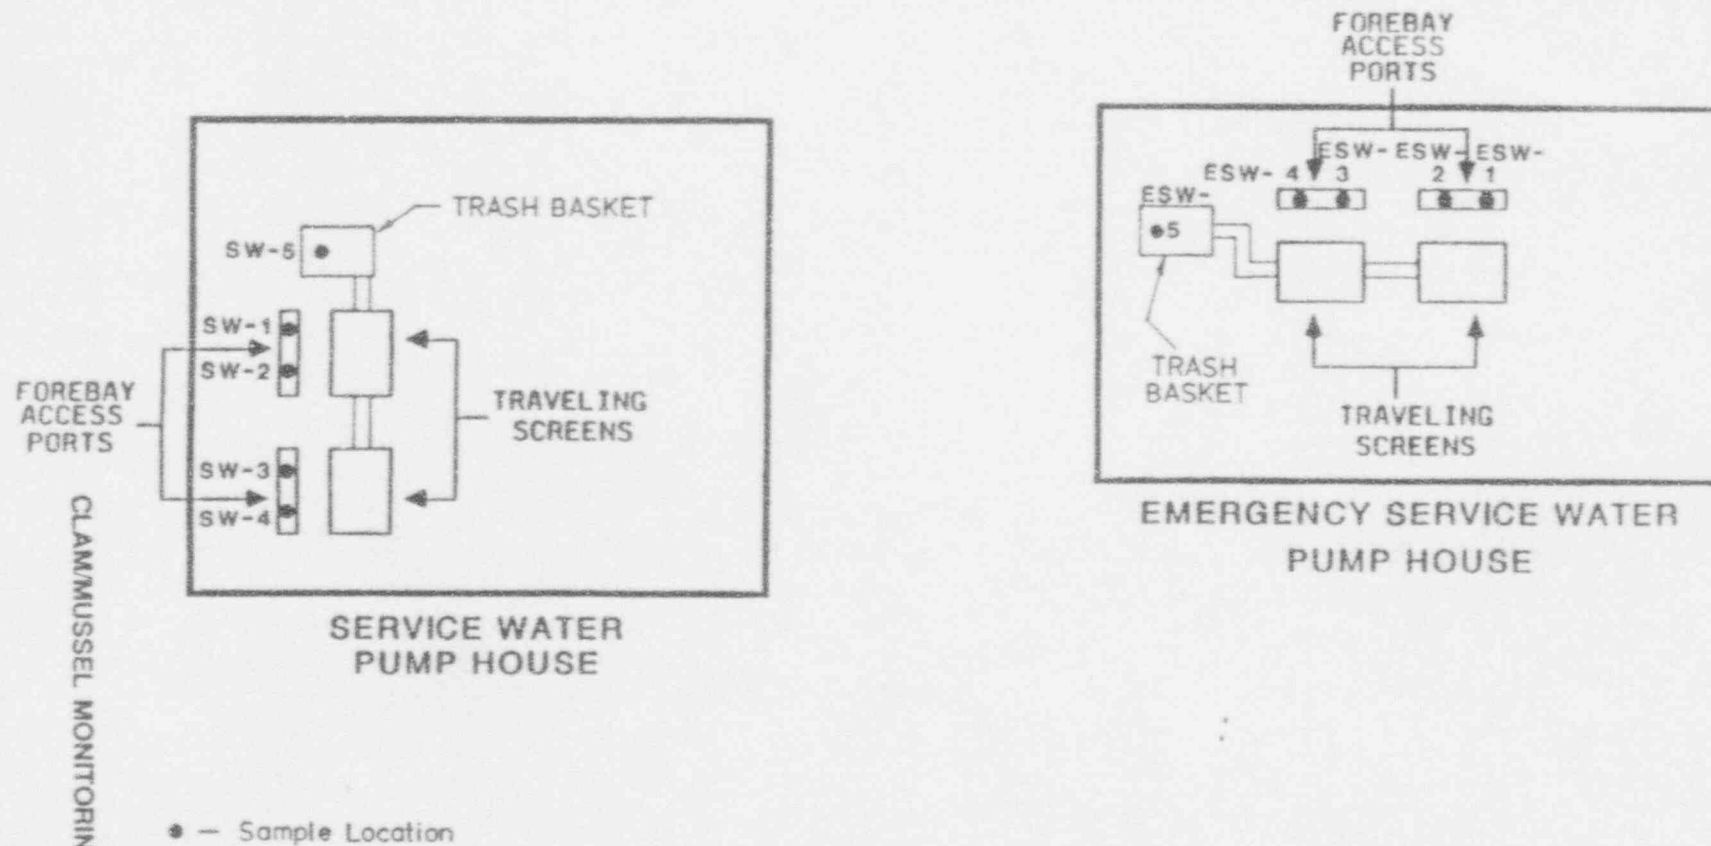 FOREBAY
ACCESS
PORTS
TRASH BASKET
SW-5
SW-1
SW-2
FOREBAY
ACCESS
PORTS
SW-3
SW-4
TRAVELING
SCREENS
SERVICE WATER
PUMP HOUSE
ESW- ESW- ESW-
ESW- 4 3 2 1
ESW-
5
TRASH
BASKET
TRAVELING
SCREENS
EMERGENCY SERVICE WATER
PUMP HOUSE
CLAM/MUSSEL MONITORIN
● — Sample Location